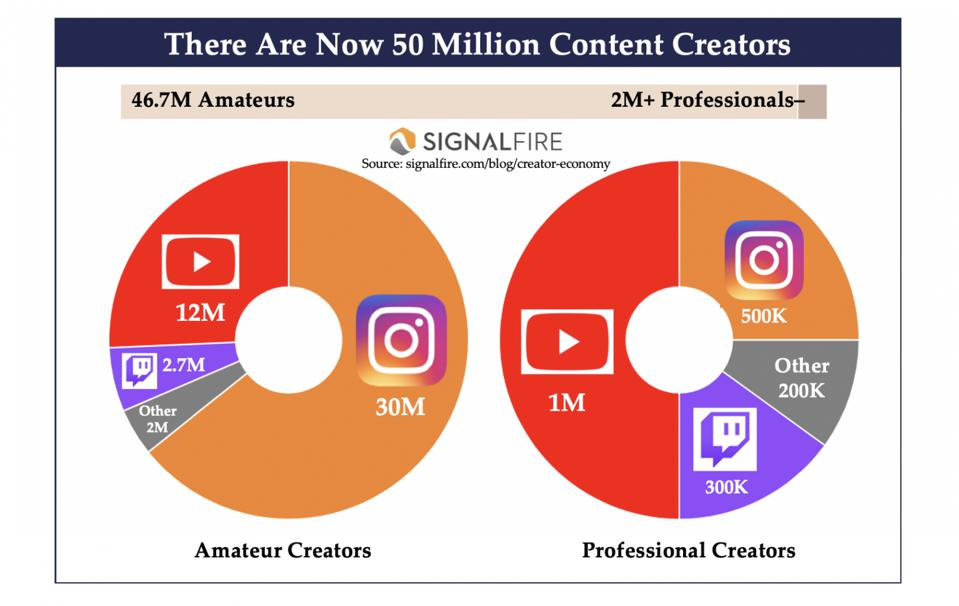 There Are Now 50 Million Content Creators
46.7M Amateurs
2M+ Professionals–
SIGNALFIRE
Source: signalfire.com/blog/creator-economy
12M
2.7M
Other
2M
30M
Amateur Creators
500K
Other
200K
1M
300K
Professional Creators